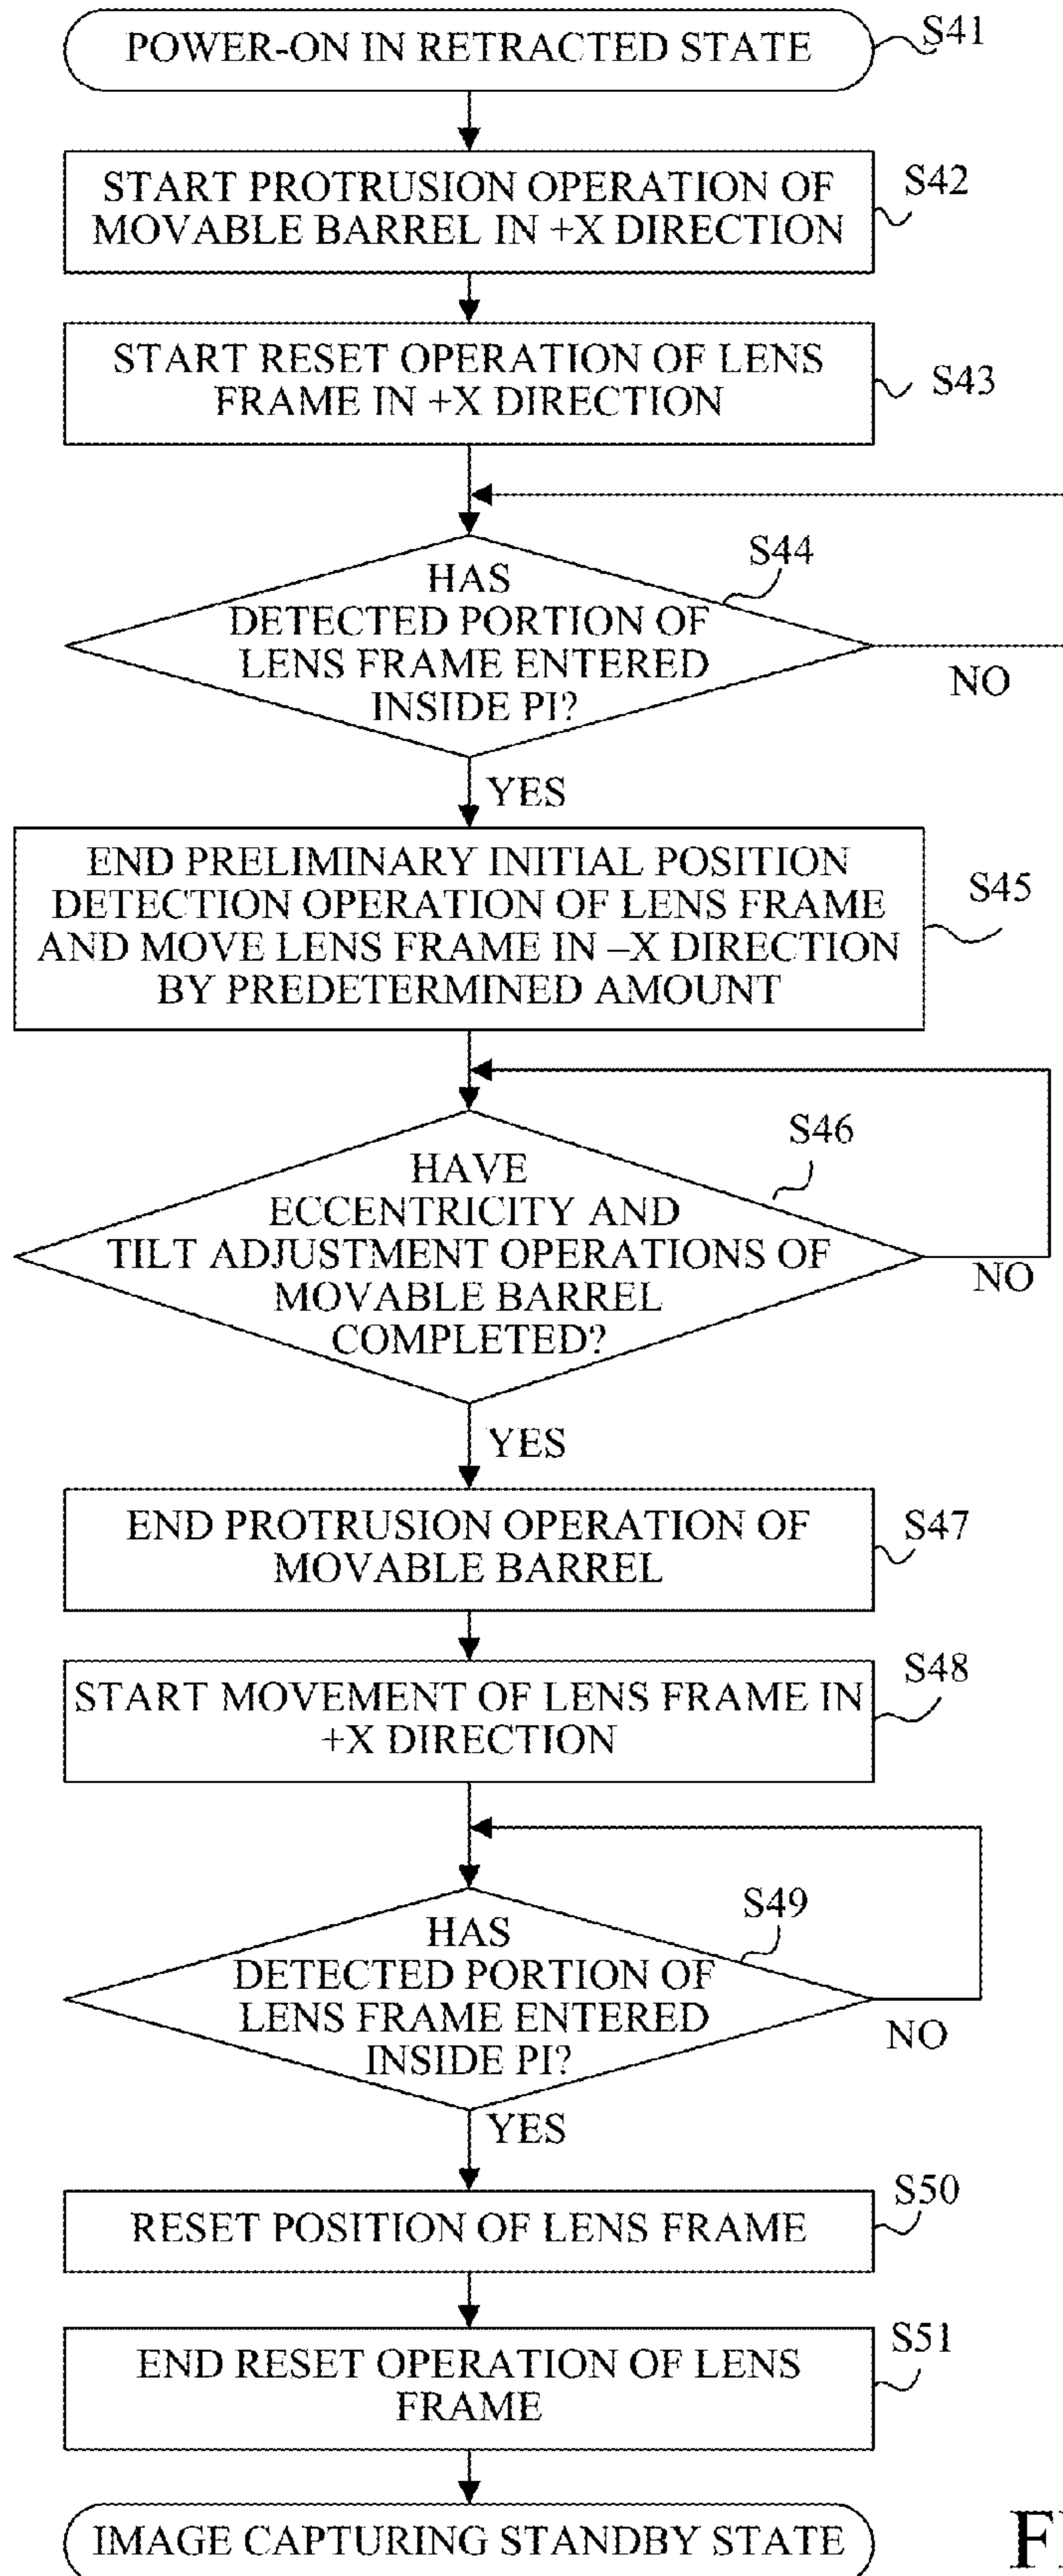 POWER-ON IN RETRACTED STATE
S41
START PROTRUSION OPERATION OF
MOVABLE BARREL IN +X DIRECTION
S42
START RESET OPERATION OF LENS
FRAME IN +X DIRECTION
S43
HAS
DETECTED PORTION OF
LENS FRAME ENTERED
INSIDE PI?
S44
NO
YES
END PRELIMINARY INITIAL POSITION
DETECTION OPERATION OF LENS FRAME
AND MOVE LENS FRAME IN –X DIRECTION
BY PREDETERMINED AMOUNT
S45
HAVE
ECCENTRICITY AND
TILT ADJUSTMENT OPERATIONS OF
MOVABLE BARREL
COMPLETED?
S46
NO
YES
END PROTRUSION OPERATION OF
MOVABLE BARREL
S47
START MOVEMENT OF LENS FRAME IN
+X DIRECTION
S48
HAS
DETECTED PORTION OF
LENS FRAME ENTERED
INSIDE PI?
S49
NO
YES
RESET POSITION OF LENS FRAME
S50
END RESET OPERATION OF LENS
FRAME
S51
IMAGE CAPTURING STANDBY STATE